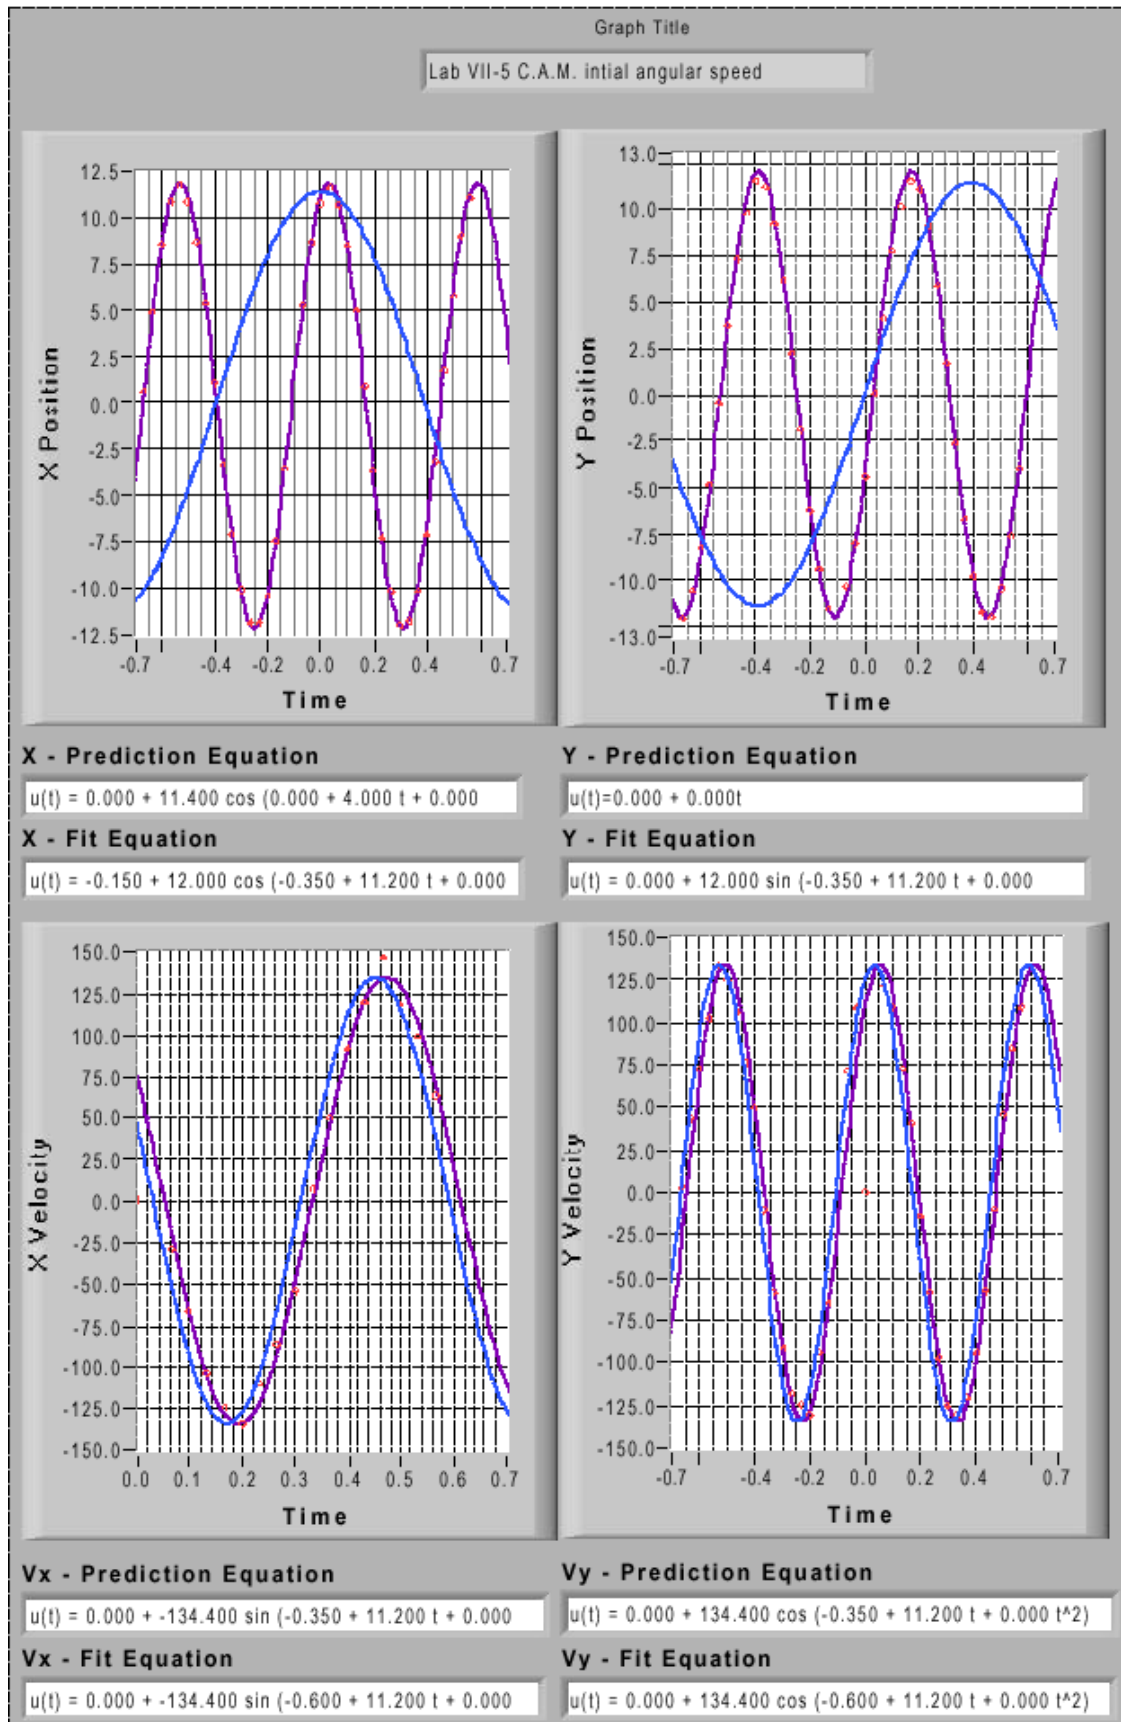 Graph Title
Lab VII-5 C.A.M. intial angular speed
12.5
10.0
7.5
5.0
2.5
0.0
-2.5
-5.0
-7.5
-10.0
-12.5
X Position
-0.7 -0.4 -0.2 0.0 0.2 0.4 0.7
Time
13.0
10.0
7.5
5.0
2.5
0.0
-2.5
-5.0
-7.5
-10.0
-13.0
Y Position
-0.7 -0.4 -0.2 0.0 0.2 0.4 0.7
Time
X - Prediction Equation
u(t) = 0.000 + 11.400 cos (0.000 + 4.000 t + 0.000
Y - Prediction Equation
u(t)=0.000 + 0.000t
X - Fit Equation
u(t) = -0.150 + 12.000 cos (-0.350 + 11.200 t + 0.000
Y - Fit Equation
u(t) = 0.000 + 12.000 sin (-0.350 + 11.200 t + 0.000
150.0
125.0
100.0
75.0
50.0
25.0
0.0
-25.0
-50.0
-75.0
-100.0
-125.0
-150.0
X Velocity
0.0 0.1 0.2 0.3 0.4 0.5 0.6 0.7
Time
150.0
125.0
100.0
75.0
50.0
25.0
0.0
-25.0
-50.0
-75.0
-100.0
-125.0
-150.0
Y Velocity
-0.7 -0.4 -0.2 0.0 0.2 0.4 0.7
Time
Vx - Prediction Equation
u(t) = 0.000 + -134.400 sin (-0.350 + 11.200 t + 0.000
Vy - Prediction Equation
u(t) = 0.000 + 134.400 cos (-0.350 + 11.200 t + 0.000 t^2)
Vx - Fit Equation
u(t) = 0.000 + -134.400 sin (-0.600 + 11.200 t + 0.000
Vy - Fit Equation
u(t) = 0.000 + 134.400 cos (-0.600 + 11.200 t + 0.000 t^2)